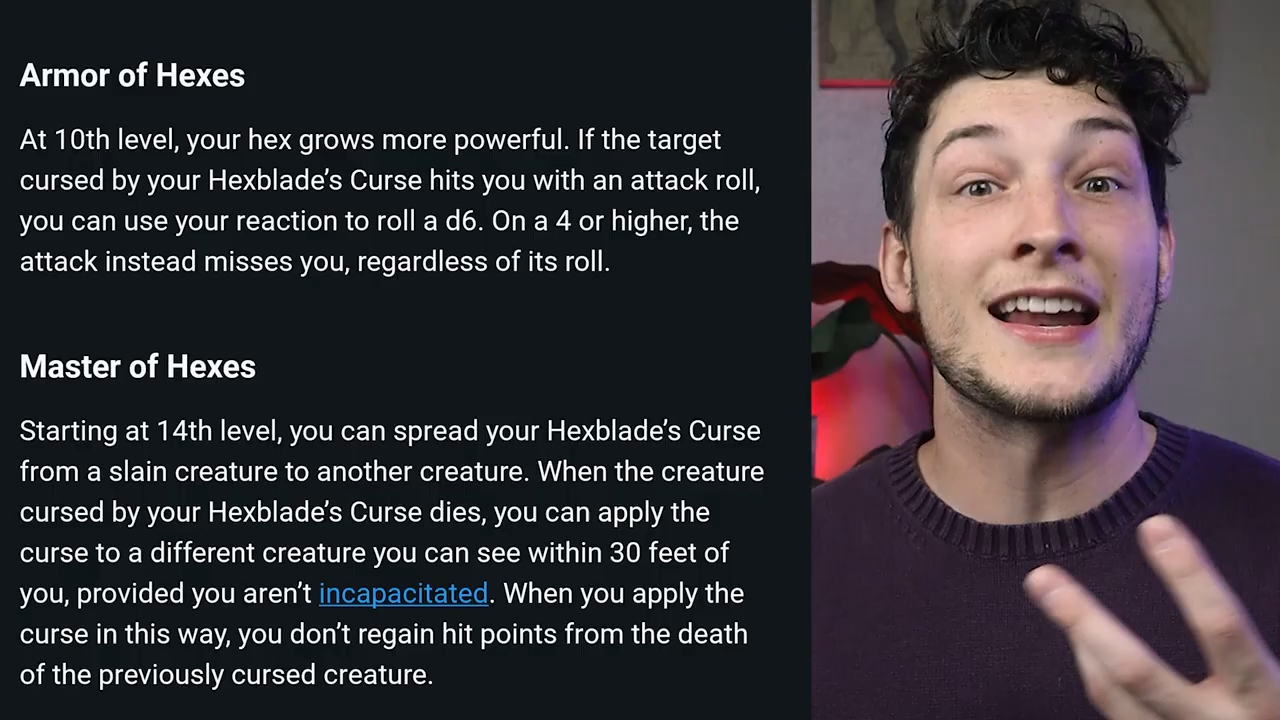 Armor of Hexes
At 10th level, your hex grows more powerful. If the target
cursed by your Hexblade’s Curse hits you with an attack roll,
you can use your reaction to roll a d6. On a 4 or higher, the
attack instead misses you, regardless of its roll.
Master of Hexes
Starting at 14th level, you can spread your Hexblade’s Curse
from a slain creature to another creature. When the creature
cursed by your Hexblade’s Curse dies, you can apply the
curse to a different creature you can see within 30 feet of
you, provided you aren’t incapacitated. When you apply the
curse in this way, you don’t regain hit points from the death
of the previously cursed creature.